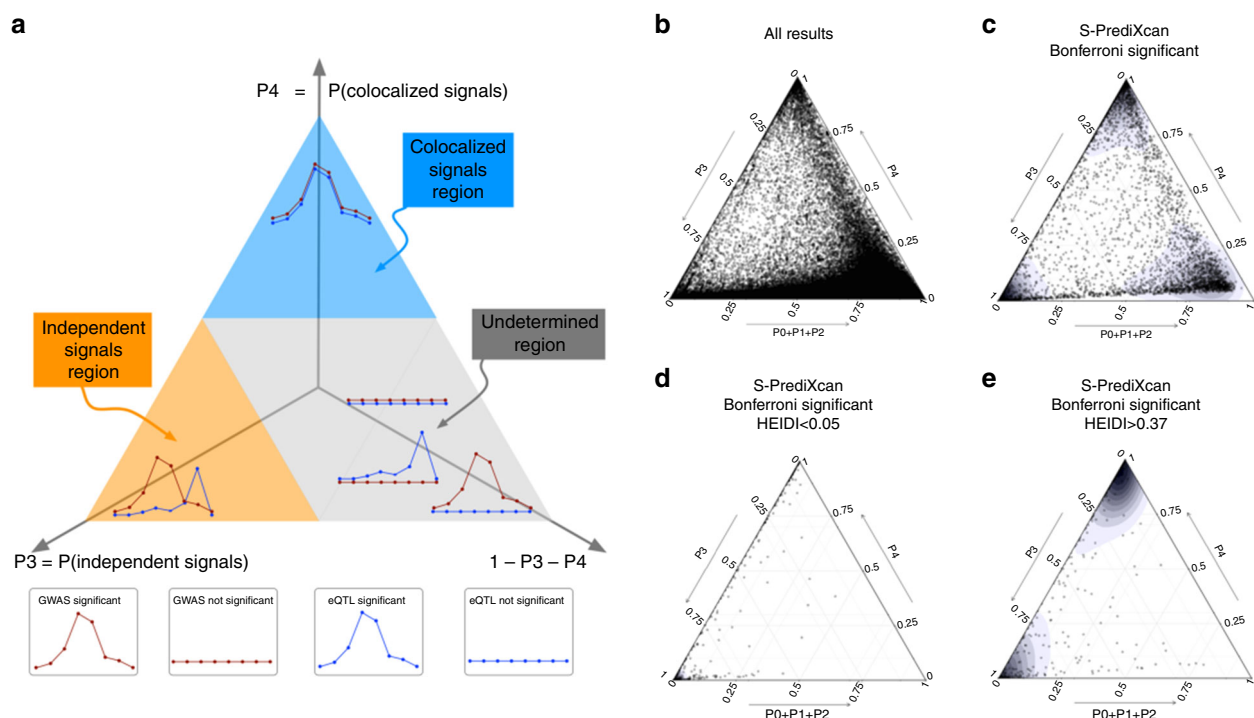 a
P4 = P(colocalized signals)
Colocalized
signals
region
Independent
signals
region
Undetermined
region
P3 = P(independent signals)
1 – P3 – P4
GWAS significant
GWAS not significant
eQTL significant
eQTL not significant
b
All results
0
1
0.25
0.75
P3
P4
0.5
0.5
0.75
0.25
1
0
0
0.25
0.5
0.75
1
P0+P1+P2
c
S-PrediXcan
Bonferroni significant
0
1
0.25
0.75
P3
P4
0.5
0.5
0.75
0.25
1
0
0
0.25
0.5
0.75
1
P0+P1+P2
d
S-PrediXcan
Bonferroni significant
HEIDI<0.05
0
1
0.25
0.75
P3
P4
0.5
0.5
0.75
0.25
1
0
0
0.25
0.5
0.75
1
P0+P1+P2
e
S-PrediXcan
Bonferroni significant
HEIDI>0.37
0
1
0.25
0.75
P3
P4
0.5
0.5
0.75
0.25
1
0
0
0.25
0.5
0.75
1
P0+P1+P2